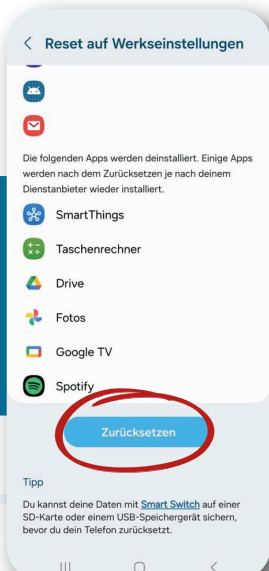 Reset auf Werkseinstellungen
Die folgenden Apps werden deinstalliert. Einige Apps
werden nach dem Zurücksetzen je nach deinem
Dienstanbieter wieder installiert.
SmartThings
Taschenrechner
Drive
Fotos
Google TV
Spotify
Zurücksetzen
Tipp
Du kannst deine Daten mit Smart Switch auf einer
SD-Karte oder einem USB-Speichergerät sichern,
bevor du dein Telefon zurücksetzt.